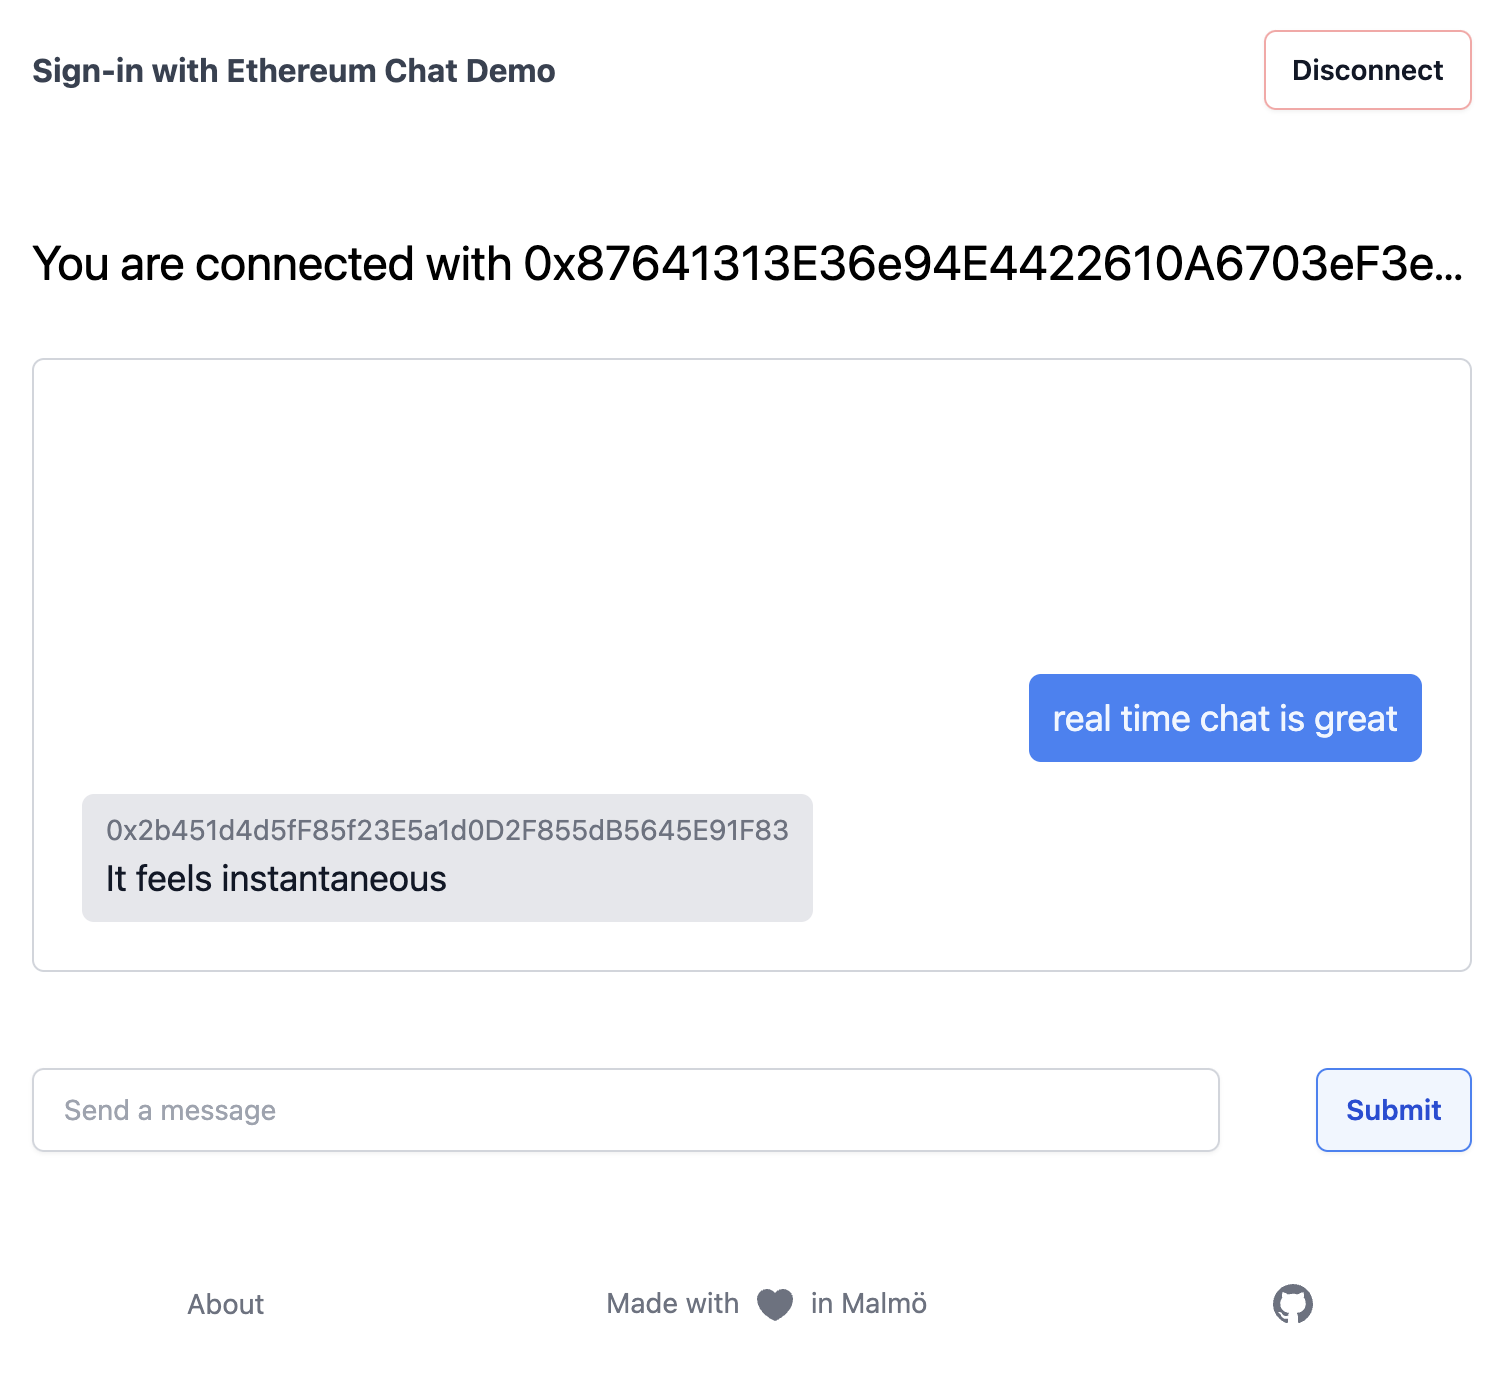 Sign-in with Ethereum Chat Demo
Disconnect
You are connected with 0x87641313E36e94E4422610A6703eF3e...
real time chat is great
0x2b451d4d5fF85f23E5a1d0D2F855dB5645E91F83
It feels instantaneous
Send a message
Submit
About
Made with in Malmö